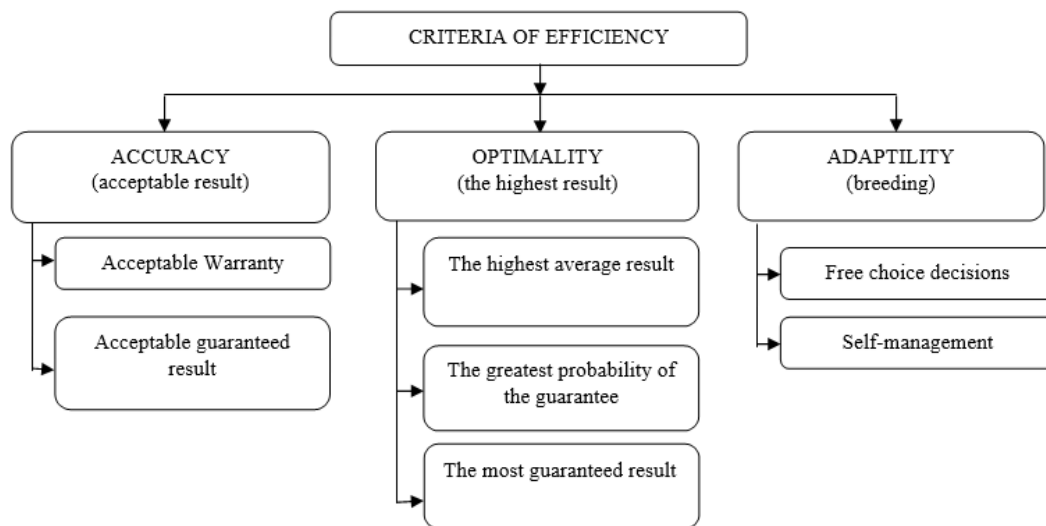 CRITERIA OF EFFICIENCY
ACCURACY
(acceptable result)
Acceptable Warranty
Acceptable guaranteed
result
OPTIMALITY
(the highest result)
The highest average result
The greatest probability of
the guarantee
The most guaranteed result
ADAPTILITY
(breeding)
Free choice decisions
Self-management